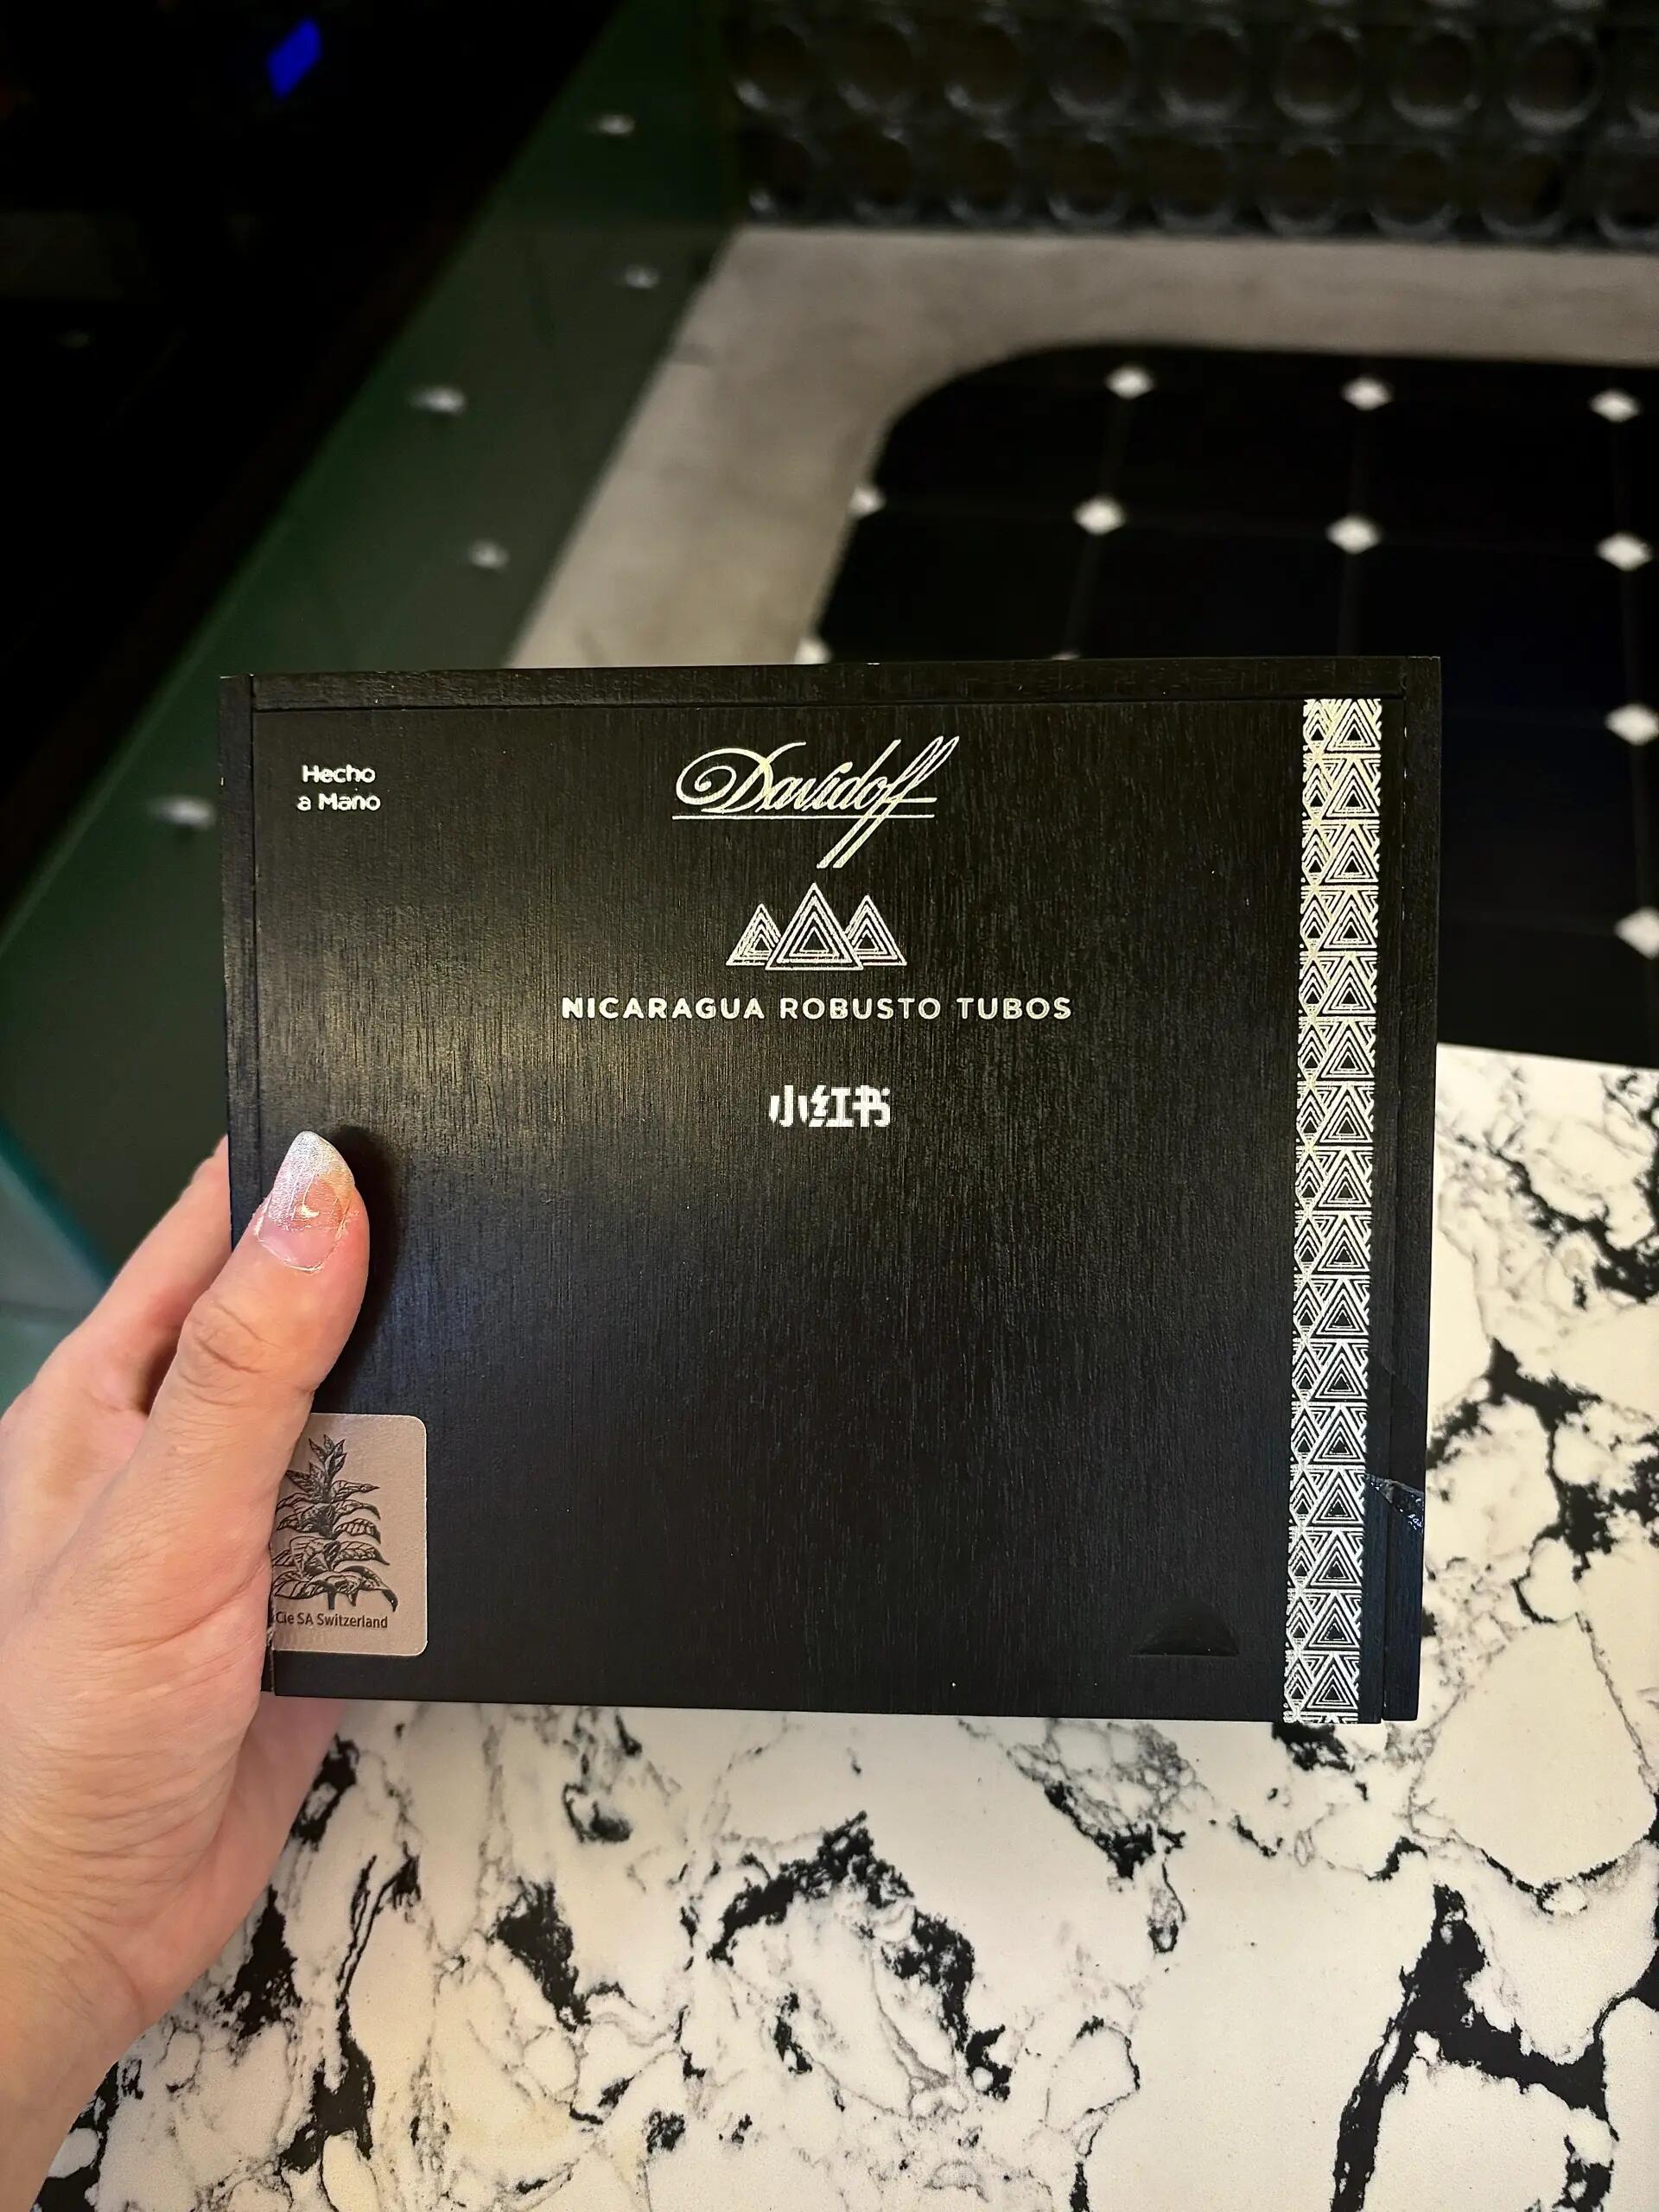 Hecho
a Mano
Davidoff
NICARAGUA ROBUSTO TUBOS
小红书
Cie SA Switzerland